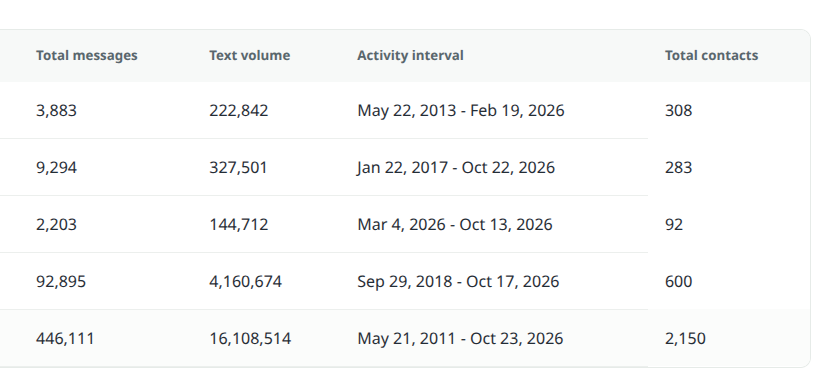 Total messages Text volume Activity interval Total contacts
3,883 222,842 May 22, 2013 - Feb 19, 2026 308
9,294 327,501 Jan 22, 2017 - Oct 22, 2026 283
2,203 144,712 Mar 4, 2026 - Oct 13, 2026 92
92,895 4,160,674 Sep 29, 2018 - Oct 17, 2026 600
446,111 16,108,514 May 21, 2011 - Oct 23, 2026 2,150